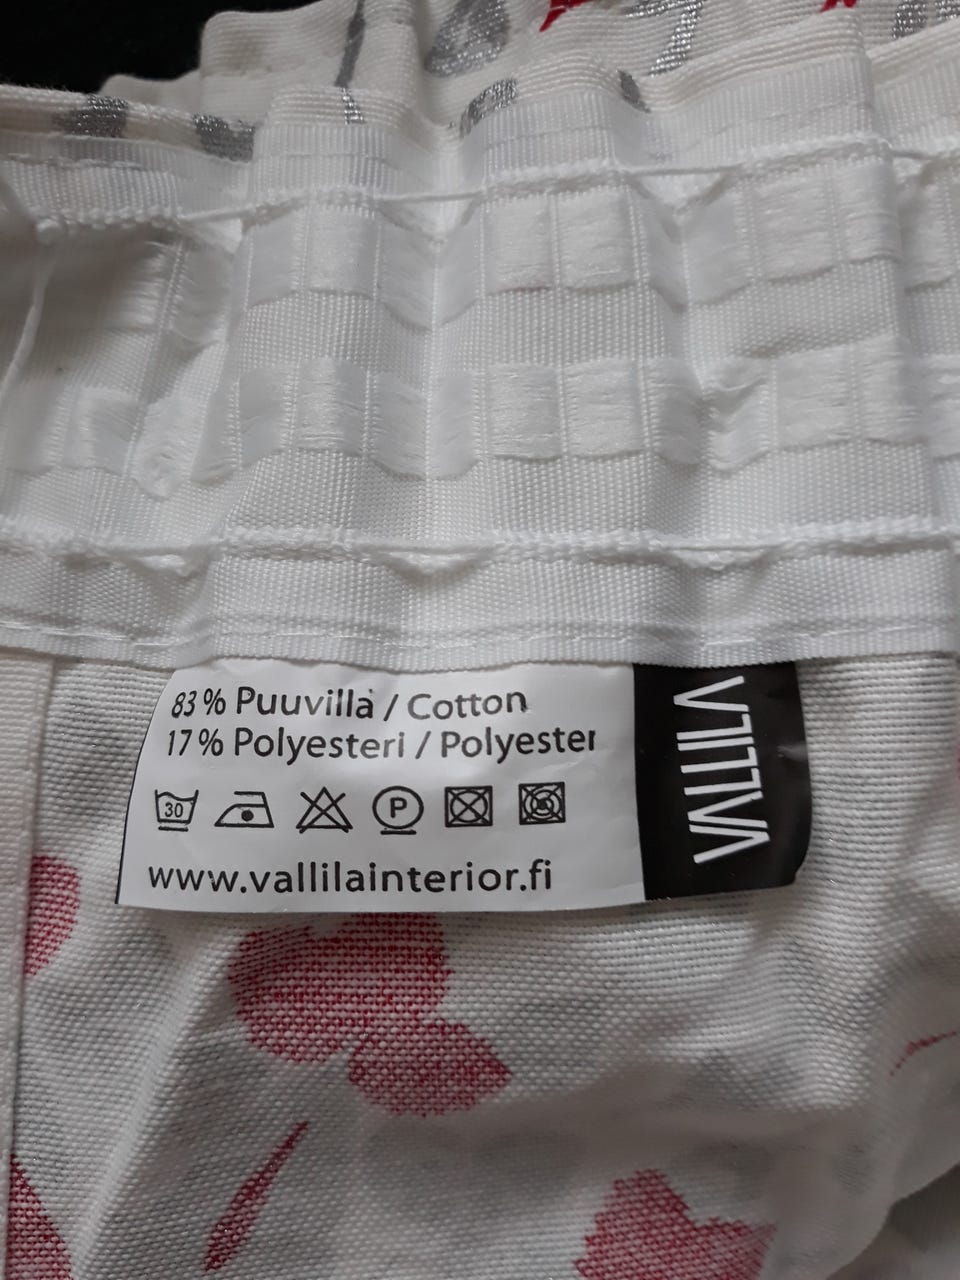 83 % Puuvilla / Cotton
17 % Polyesteri / Polyester
30 P
www.vallilainterior.fi
VALLILA